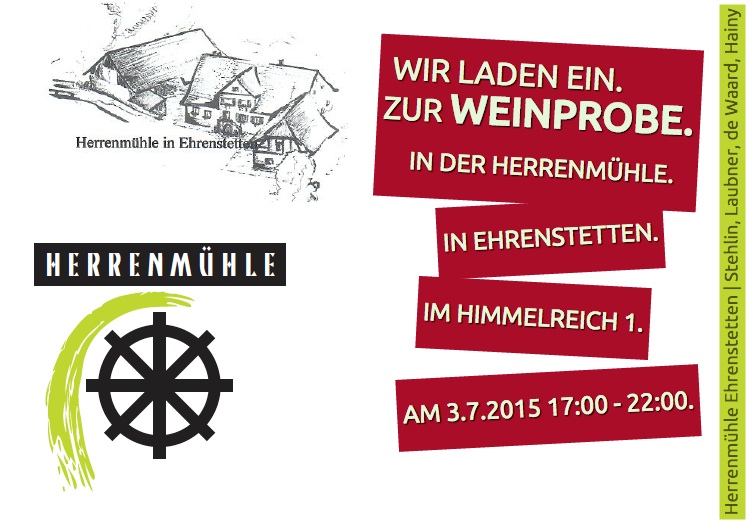 Herrenmühle in Ehrenstetten
HERRENMÜHLE
WIR LADEN EIN.
ZUR WEINPROBE.
IN DER HERRENMÜHLE.
IN EHRENSTETTEN.
IM HIMMELREICH 1.
AM 3.7.2015 17:00 - 22:00.
Herrenmühle Ehrenstetten | Stehlin, Laubner, de Waard, Hainy